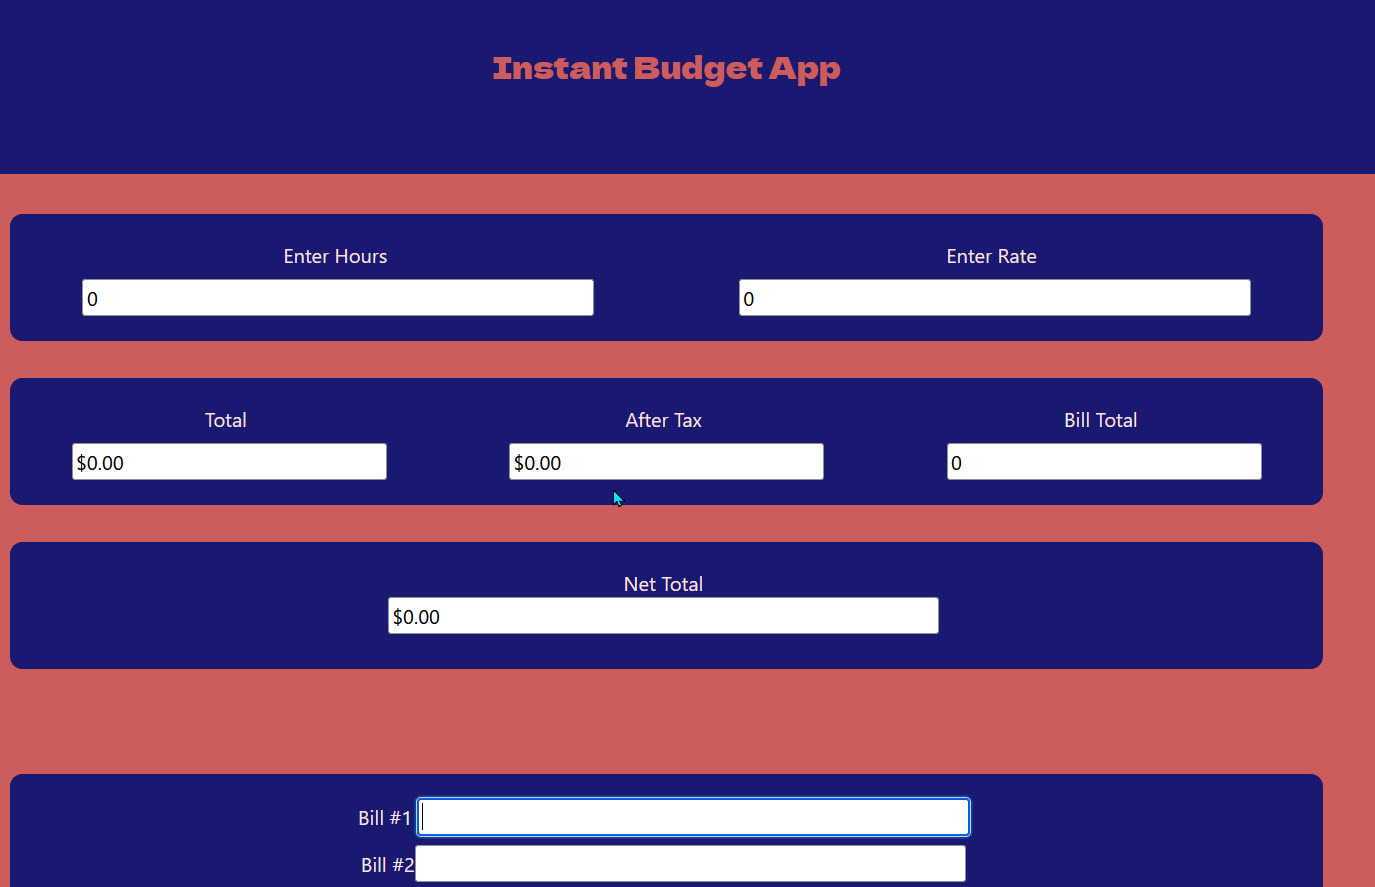 Instant Budget App
Enter Hours Enter Rate
0 0
Total After Tax Bill Total
$0.00 $0.00 0
Net Total
$0.00
Bill #1
Bill #2